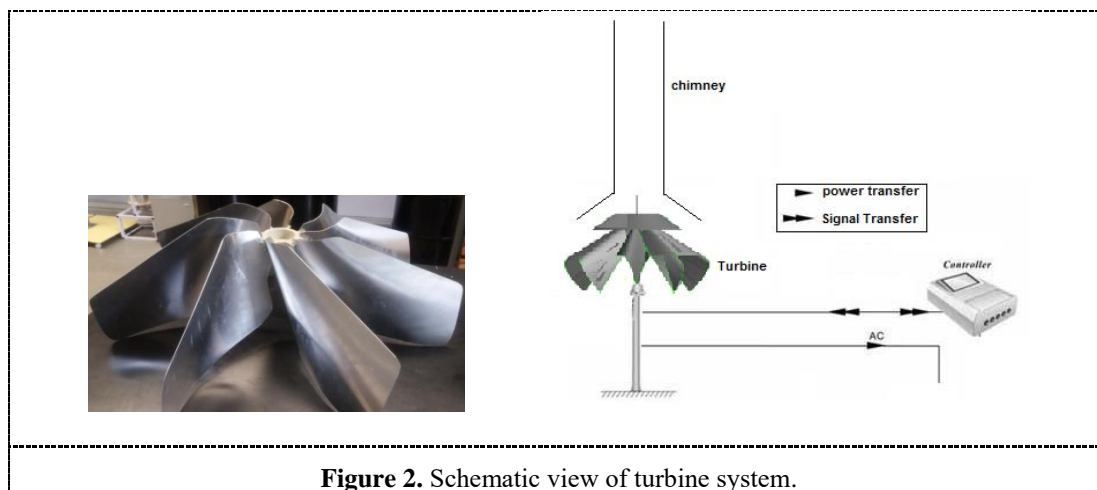 chimney
power transfer
Signal Transfer
Turbine
Controller
AC
Figure 2. Schematic view of turbine system.